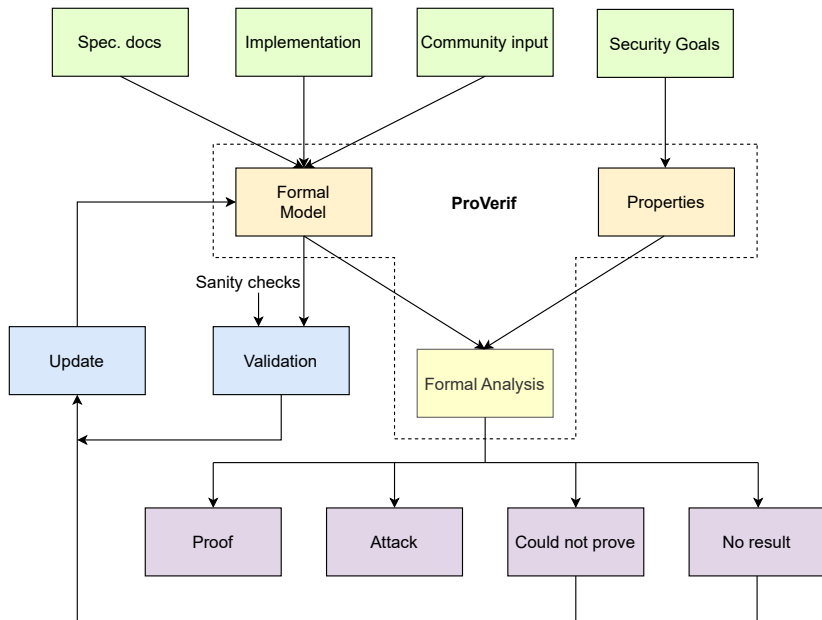 Spec. docs
Implementation
Community input
Security Goals
Formal
Model
ProVerif
Properties
Sanity checks
Update
Validation
Formal Analysis
Proof
Attack
Could not prove
No result